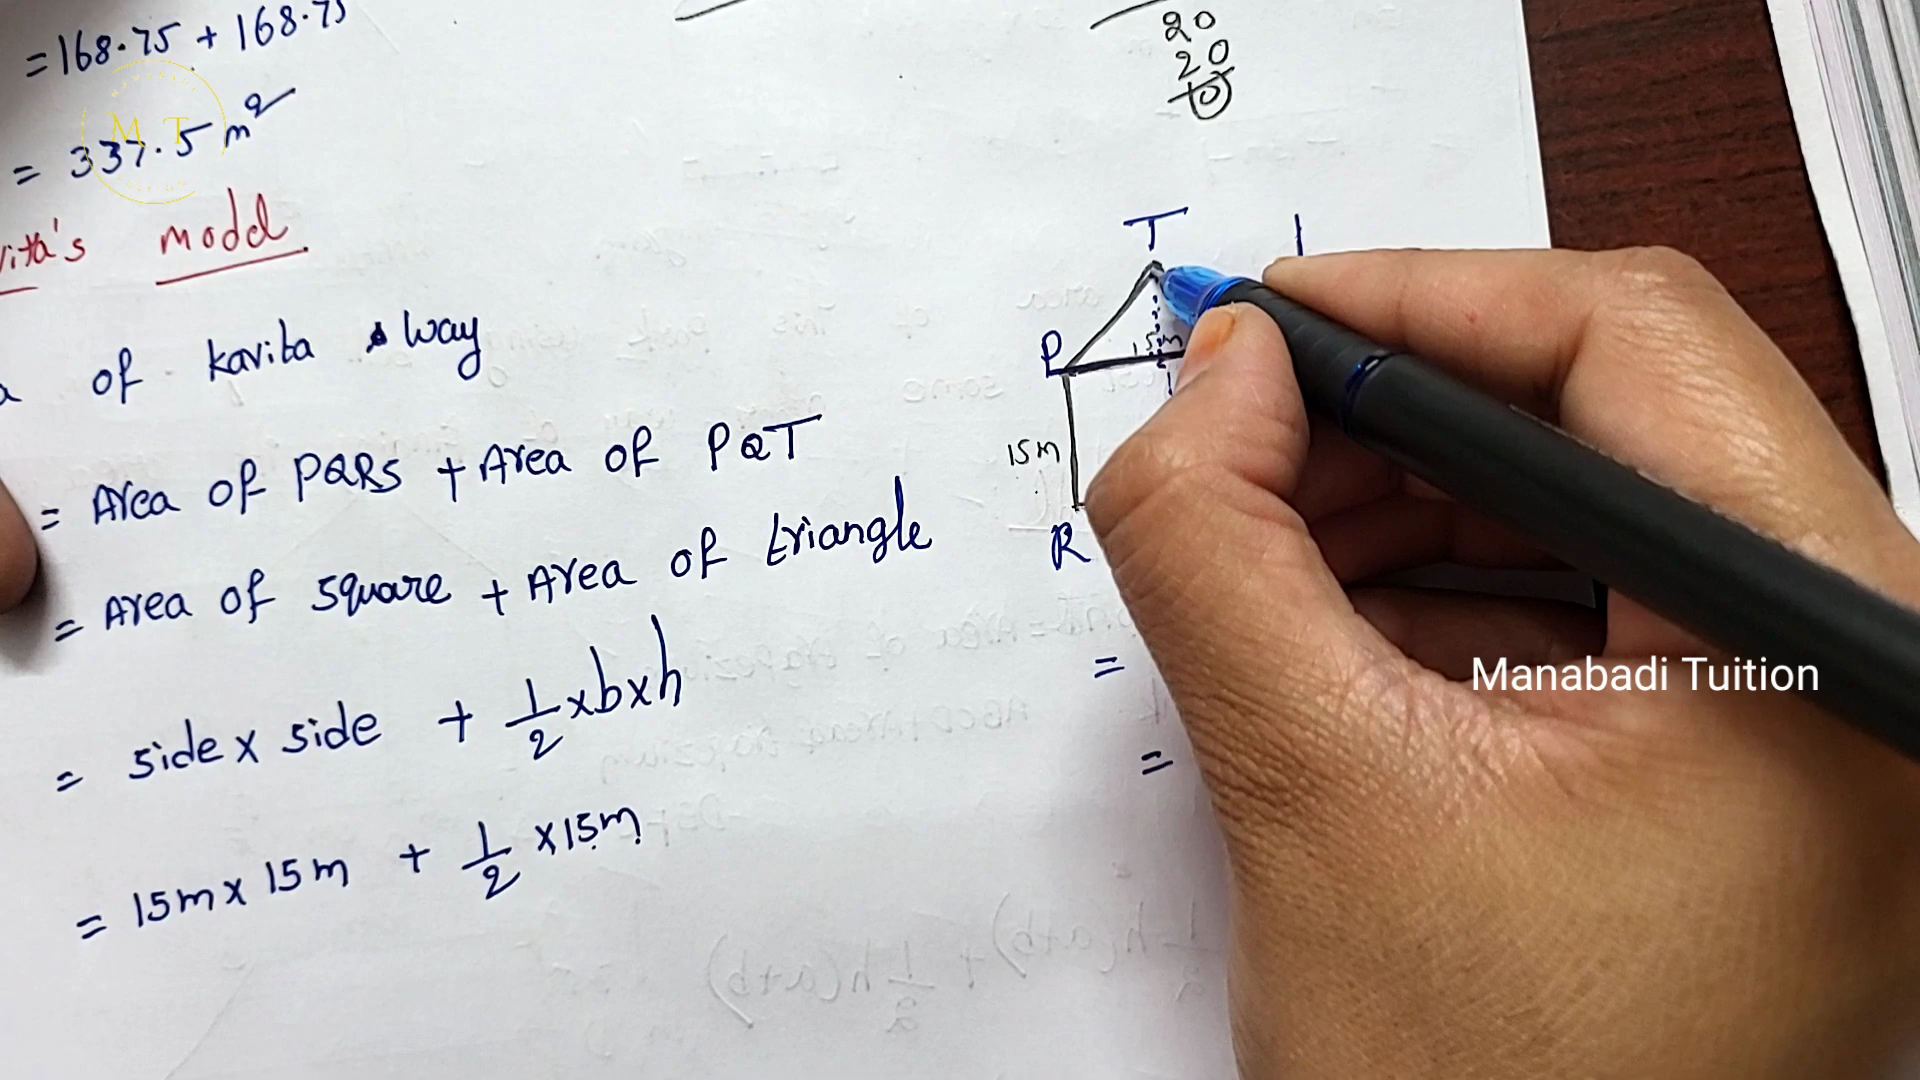 =168.75 + 168.75
= 337.5 m²
M T
model
of Kavita way
= Area of PQRS + Area of PQT
= Area of square + Area of triangle
= side x side + 1/2 x b x h
= 15m x 15m + 1/2 x 15m
20
20
T
P
15m
15m
R
=
=
Manabadi Tuition